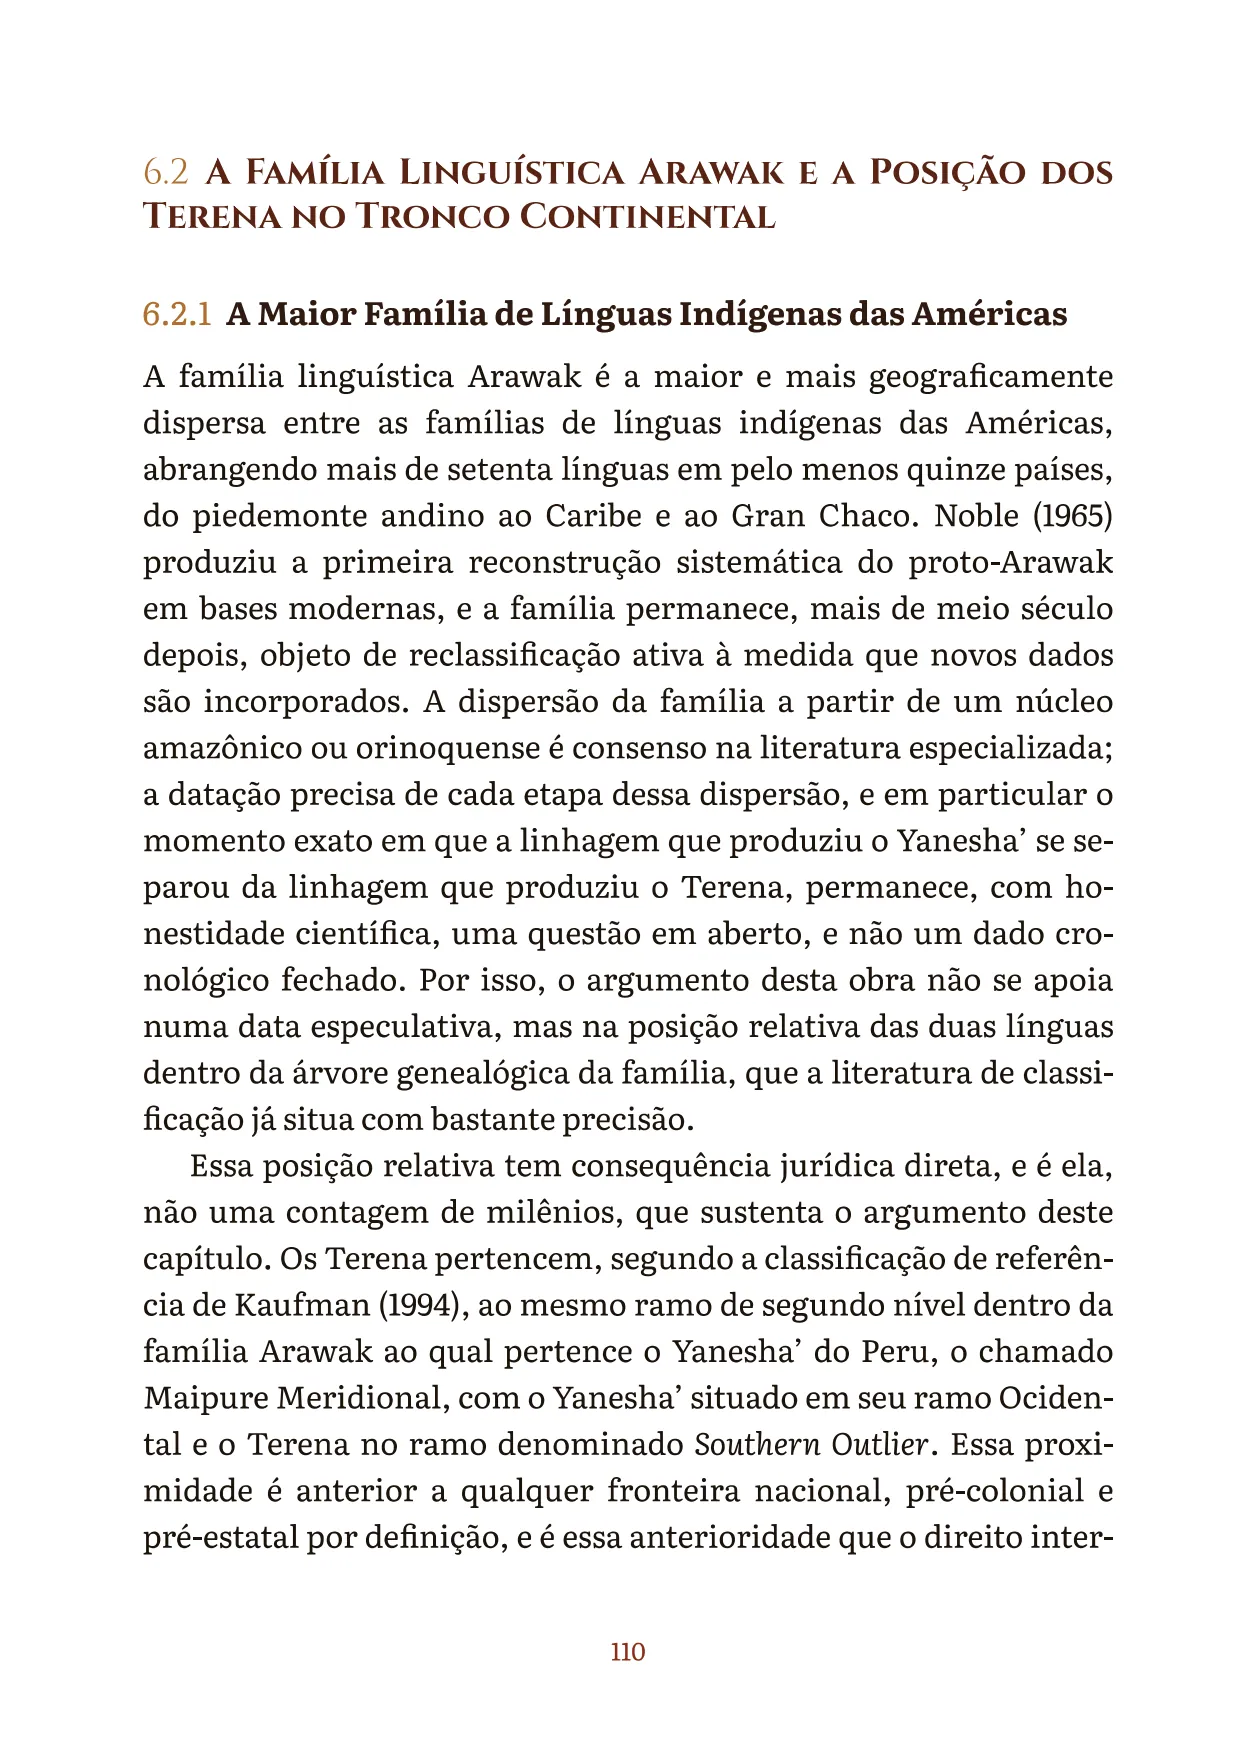 6.2 A Família Linguística Arawak e a Posição dos
Terena no Tronco Continental
6.2.1 A Maior Família de Línguas Indígenas das Américas
A família linguística Arawak é a maior e mais geograficamente
dispersa entre as famílias de línguas indígenas das Américas,
abrangendo mais de setenta línguas em pelo menos quinze países,
do piedemonte andino ao Caribe e ao Gran Chaco. Noble (1965)
produziu a primeira reconstrução sistemática do proto-Arawak
em bases modernas, e a família permanece, mais de meio século
depois, objeto de reclassificação ativa à medida que novos dados
são incorporados. A dispersão da família a partir de um núcleo
amazônico ou orinoquense é consenso na literatura especializada;
a datação precisa de cada etapa dessa dispersão, e em particular o
momento exato em que a linhagem que produziu o Yanesha’ se se-
parou da linhagem que produziu o Terena, permanece, com ho-
nestidade científica, uma questão em aberto, e não um dado cro-
nológico fechado. Por isso, o argumento desta obra não se apoia
numa data especulativa, mas na posição relativa das duas línguas
dentro da árvore genealógica da família, que a literatura de classi-
ficação já situa com bastante precisão.
Essa posição relativa tem consequência jurídica direta, e é ela,
não uma contagem de milênios, que sustenta o argumento deste
capítulo. Os Terena pertencem, segundo a classificação de referên-
cia de Kaufman (1994), ao mesmo ramo de segundo nível dentro da
família Arawak ao qual pertence o Yanesha’ do Peru, o chamado
Maipure Meridional, com o Yanesha’ situado em seu ramo Ociden-
tal e o Terena no ramo denominado Southern Outlier. Essa proxi-
midade é anterior a qualquer fronteira nacional, pré-colonial e
pré-estatal por definição, e é essa anterioridade que o direito inter-
110